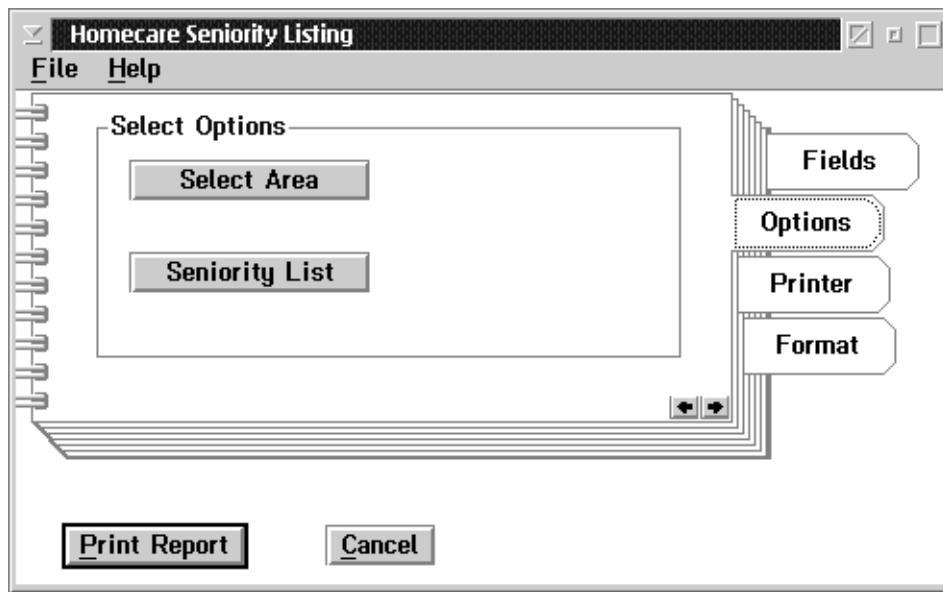 Homecare Seniority Listing
File Help
Select Options
Select Area
Seniority List
Fields
Options
Printer
Format
Print Report Cancel